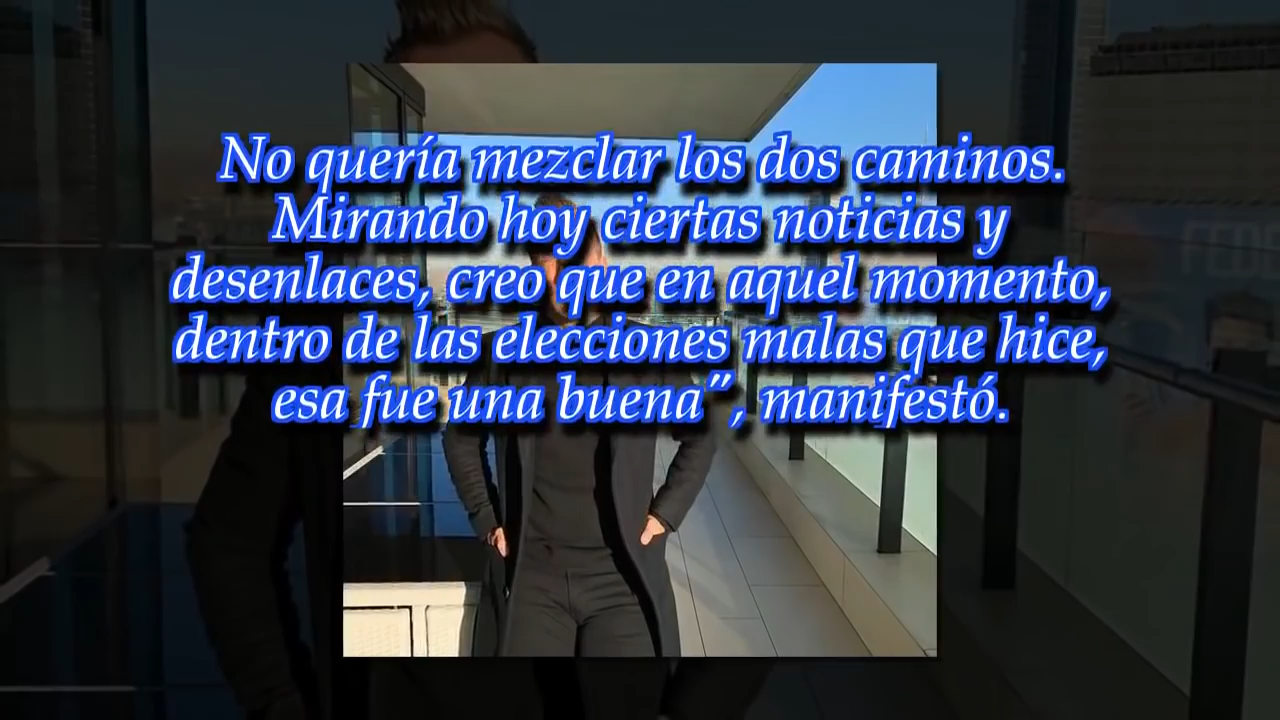 No quería mezclar los dos caminos.
Mirando hoy ciertas noticias y
desenlaces, creo que en aquel momento,
dentro de las elecciones malas que hice,
esa fue una buena”, manifestó.